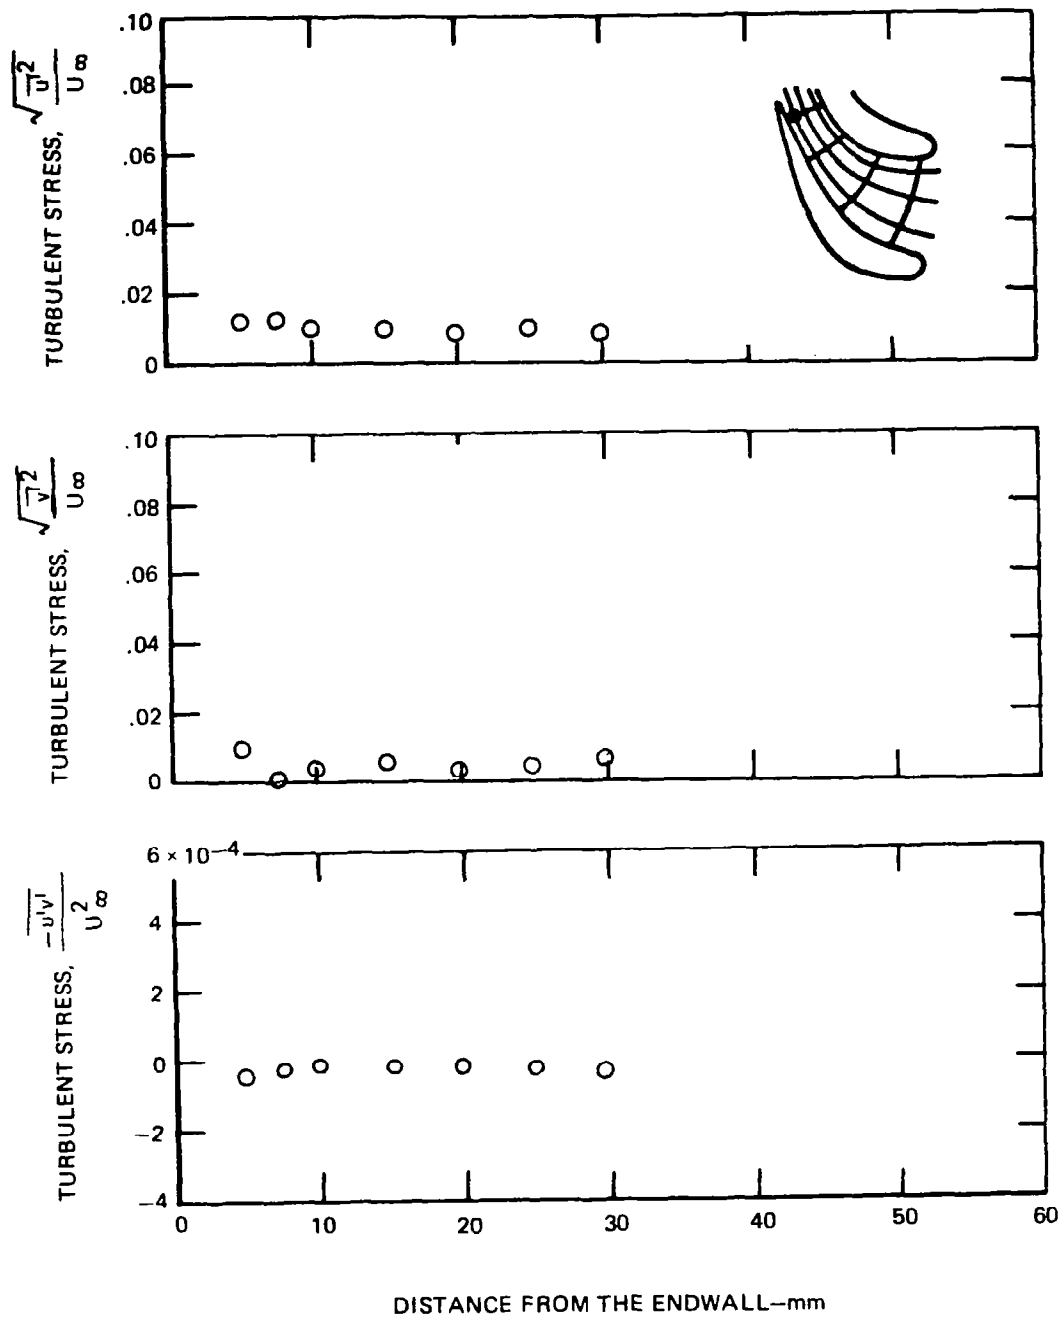 TURBULENT STRESS, √u'² / U∞
.10
.08
.06
.04
.02
0
TURBULENT STRESS, √v'² / U∞
.10
.08
.06
.04
.02
0
TURBULENT STRESS, −u'v' / U²∞
6 × 10−4
4
2
0
−2
−4
0 10 20 30 40 50 60
DISTANCE FROM THE ENDWALL—mm